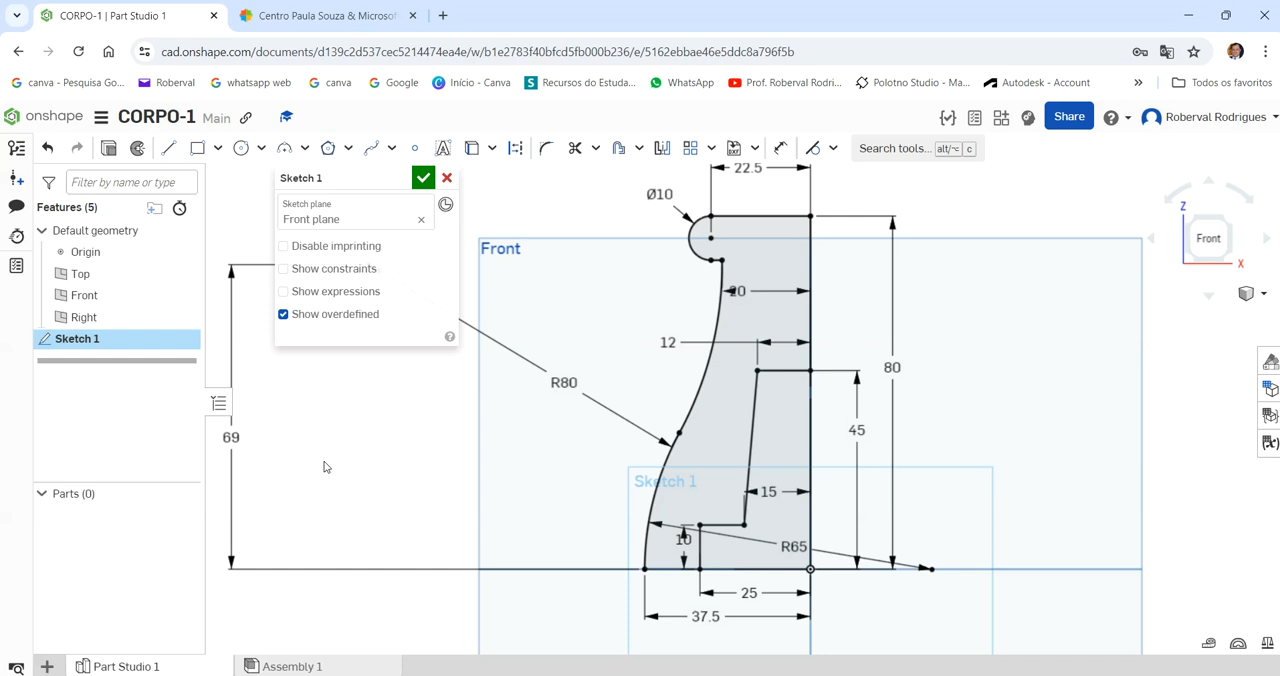 CORPO-1 | Part Studio 1
Centro Paula Souza & Microsof
cad.onshape.com/documents/d139c2d537cec5214474ea4e/w/b1e2783f40bfcd5fb000b236/e/5162ebbae46e5ddc8a796f5b
canva - Pesquisa Go...
Roberval
whatsapp web
canva
Google
Início - Canva
Recursos do Estuda...
WhatsApp
Prof. Roberval Rodri...
Polotno Studio - Ma...
Autodesk - Account
Todos os favoritos
onshape
CORPO-1
Main
Share
Roberval Rodrigues
Search tools...
alt/⌥
c
Filter by name or type
Features (5)
Default geometry
Origin
Top
Front
Right
Sketch 1
Parts (0)
Sketch 1
Sketch plane
Front plane
Disable imprinting
Show constraints
Show expressions
Show overdefined
22.5
Ø10
Front
20
12
80
R80
45
69
Sketch 1
15
10
R65
25
37.5
Z
Front
X
Part Studio 1
Assembly 1